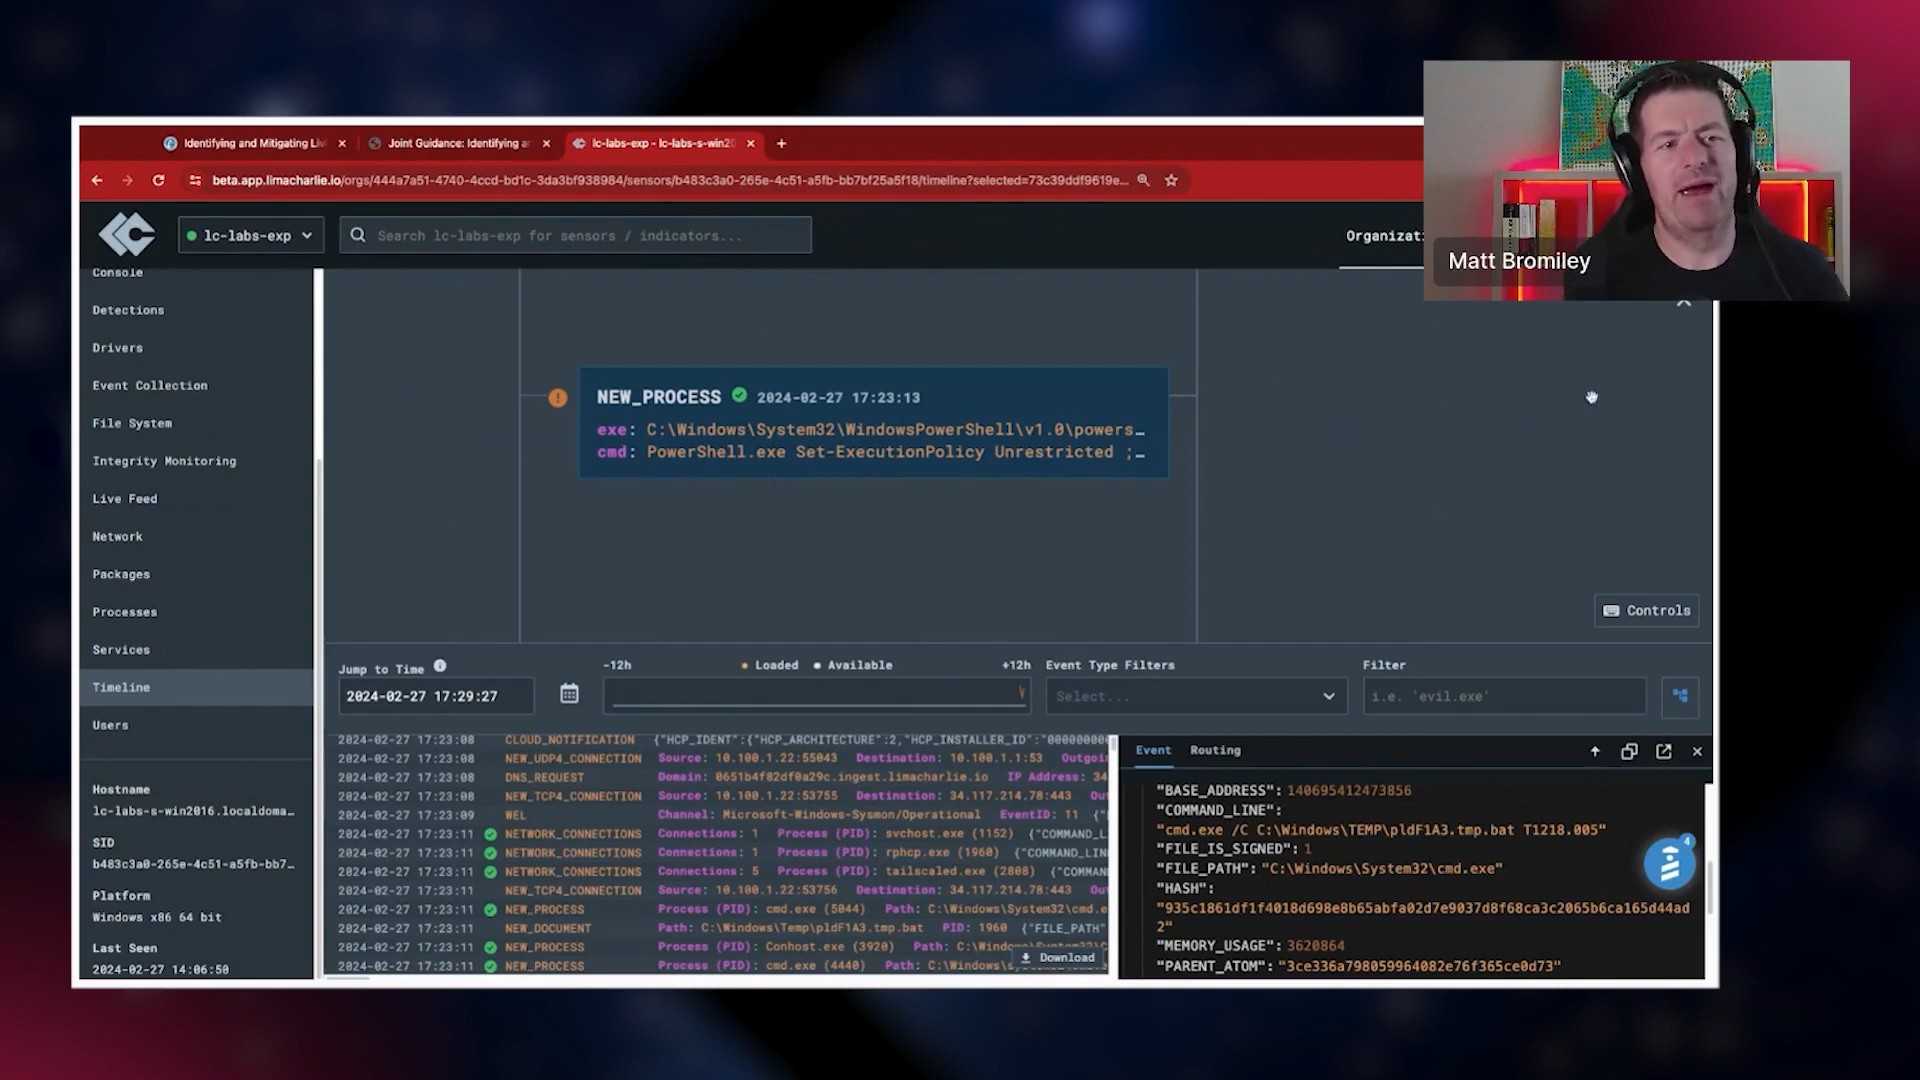 Identifying and Mitigating Livi
Joint Guidance: Identifying a
lc-labs-exp - lc-labs-s-win20
beta.app.limacharlie.io/orgs/444a7a51-4740-4ccd-bd1c-3da3bf938984/sensors/b483c3a0-265e-4c51-a5fb-bb7bf25a5f18/timeline?selected=73c39ddf9619e...
lc-labs-exp
Search lc-labs-exp for sensors / indicators...
Organizati
Matt Bromiley
Console
Detections
Drivers
Event Collection
File System
Integrity Monitoring
Live Feed
Network
Packages
Processes
Services
Timeline
Users
Hostname
lc-labs-s-win2016.localdoma…
SID
b483c3a0-265e-4c51-a5fb-bb7…
Platform
Windows x86 64 bit
Last Seen
2024-02-27 14:06:50
NEW_PROCESS 2024-02-27 17:23:13
exe: C:\Windows\System32\WindowsPowerShell\v1.0\powers…
cmd: PowerShell.exe Set-ExecutionPolicy Unrestricted ;…
Controls
Jump to Time
2024-02-27 17:29:27
-12h Loaded Available +12h
Event Type Filters
Select...
Filter
i.e. 'evil.exe'
2024-02-27 17:23:08 CLOUD_NOTIFICATION {"HCP_IDENT":{"HCP_ARCHITECTURE":2,"HCP_INSTALLER_ID":"000000000
2024-02-27 17:23:08 NEW_UDP4_CONNECTION Source: 10.100.1.22:55043 Destination: 10.100.1.1:53 Outgoi
2024-02-27 17:23:08 DNS_REQUEST Domain: 0651b4f82df0a29c.ingest.limacharlie.io IP Address: 34
2024-02-27 17:23:08 NEW_TCP4_CONNECTION Source: 10.100.1.22:53755 Destination: 34.117.214.78:443 Ou
2024-02-27 17:23:09 WEL Channel: Microsoft-Windows-Sysmon/Operational EventID: 11 {"
2024-02-27 17:23:11 NETWORK_CONNECTIONS Connections: 1 Process (PID): svchost.exe (1152) {"COMMAND_L
2024-02-27 17:23:11 NETWORK_CONNECTIONS Connections: 1 Process (PID): rphcp.exe (1960) {"COMMAND_LIN
2024-02-27 17:23:11 NETWORK_CONNECTIONS Connections: 5 Process (PID): tailscaled.exe (2808) {"COMMAN
2024-02-27 17:23:11 NEW_TCP4_CONNECTION Source: 10.100.1.22:53756 Destination: 34.117.214.78:443 Ou
2024-02-27 17:23:11 NEW_PROCESS Process (PID): cmd.exe (5044) Path: C:\Windows\System32\cmd.e
2024-02-27 17:23:11 NEW_DOCUMENT Path: C:\Windows\Temp\pldF1A3.tmp.bat PID: 1960 {"FILE_PATH"
2024-02-27 17:23:11 NEW_PROCESS Process (PID): Conhost.exe (3920) Path: C:\Windows\System32\C
2024-02-27 17:23:11 NEW_PROCESS Process (PID): cmd.exe (4440) Path: C:\Windows\s
Download
Event Routing
"BASE_ADDRESS": 140695412473856
"COMMAND_LINE":
"cmd.exe /C C:\Windows\TEMP\pldF1A3.tmp.bat T1218.005"
"FILE_IS_SIGNED": 1
"FILE_PATH": "C:\Windows\System32\cmd.exe"
"HASH":
"935c1861df1f4018d698e8b65abfa02d7e9037d8f68ca3c2065b6ca165d44ad
2"
"MEMORY_USAGE": 3620864
"PARENT_ATOM": "3ce336a798059964082e76f365ce0d73"
4